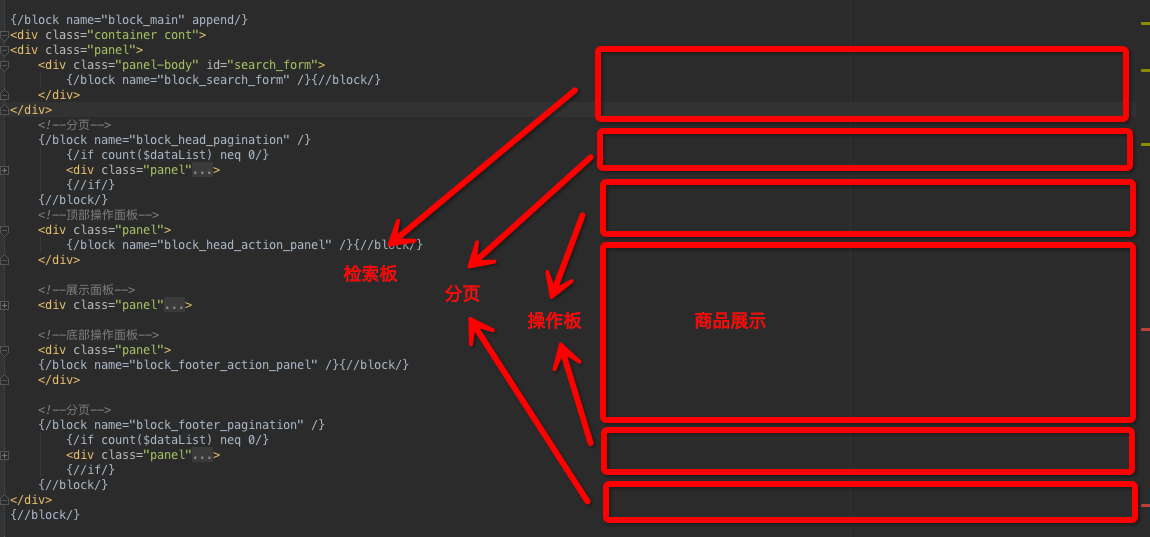 {/block name="block_main" append/}
<div class="container cont">
<div class="panel">
<div class="panel-body" id="search_form">
{/block name="block_search_form" /}{//block/}
</div>
</div>
<!--分页-->
{/block name="block_head_pagination" /}
{/if count($dataList) neq 0/}
<div class="panel"...>
{//if/}
{//block/}
<!--顶部操作面板-->
<div class="panel">
{/block name="block_head_action_panel" /}{//block/}
</div>
检索板
<!--展示面板-->
分页
<div class="panel"...>
操作板
商品展示
<!--底部操作面板-->
<div class="panel">
{/block name="block_footer_action_panel" /}{//block/}
</div>
<!--分页-->
{/block name="block_footer_pagination" /}
{/if count($dataList) neq 0/}
<div class="panel"...>
{//if/}
{//block/}
</div>
{//block/}